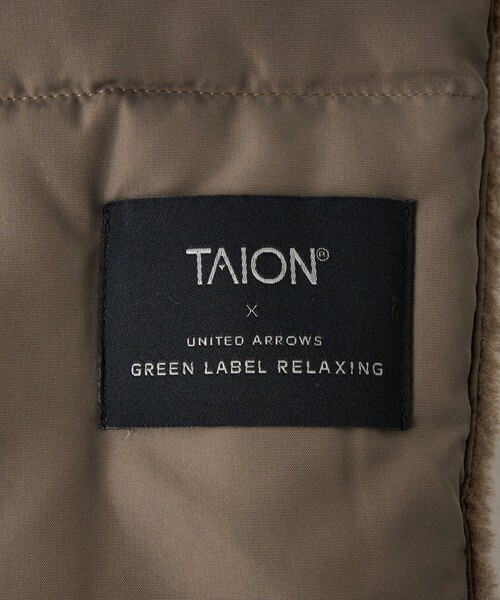 TAION®
X
UNITED ARROWS
GREEN LABEL RELAXING